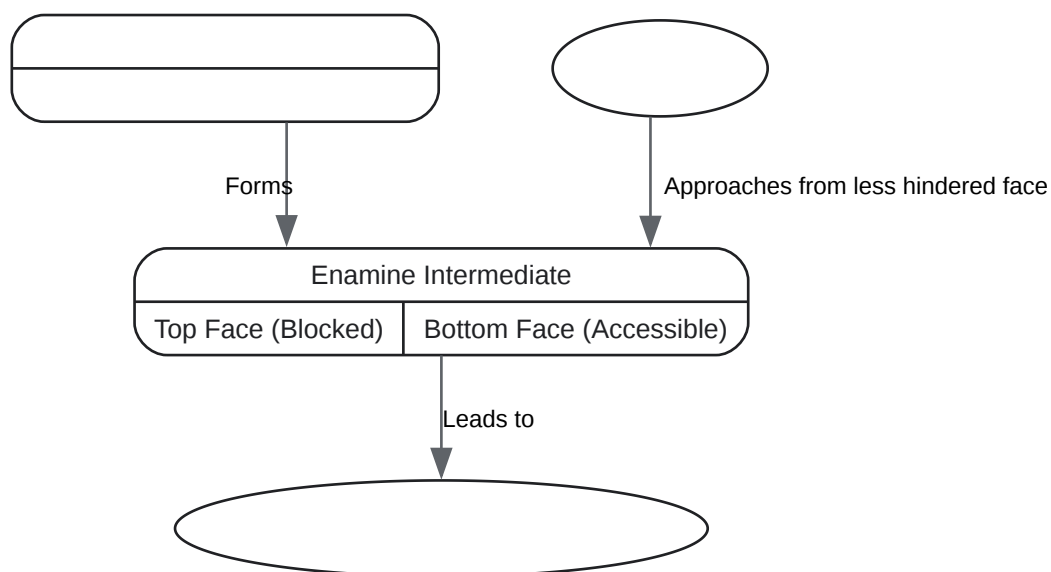 Forms
Approaches from less hindered face
Enamine Intermediate
Top Face (Blocked)
Bottom Face (Accessible)
Leads to